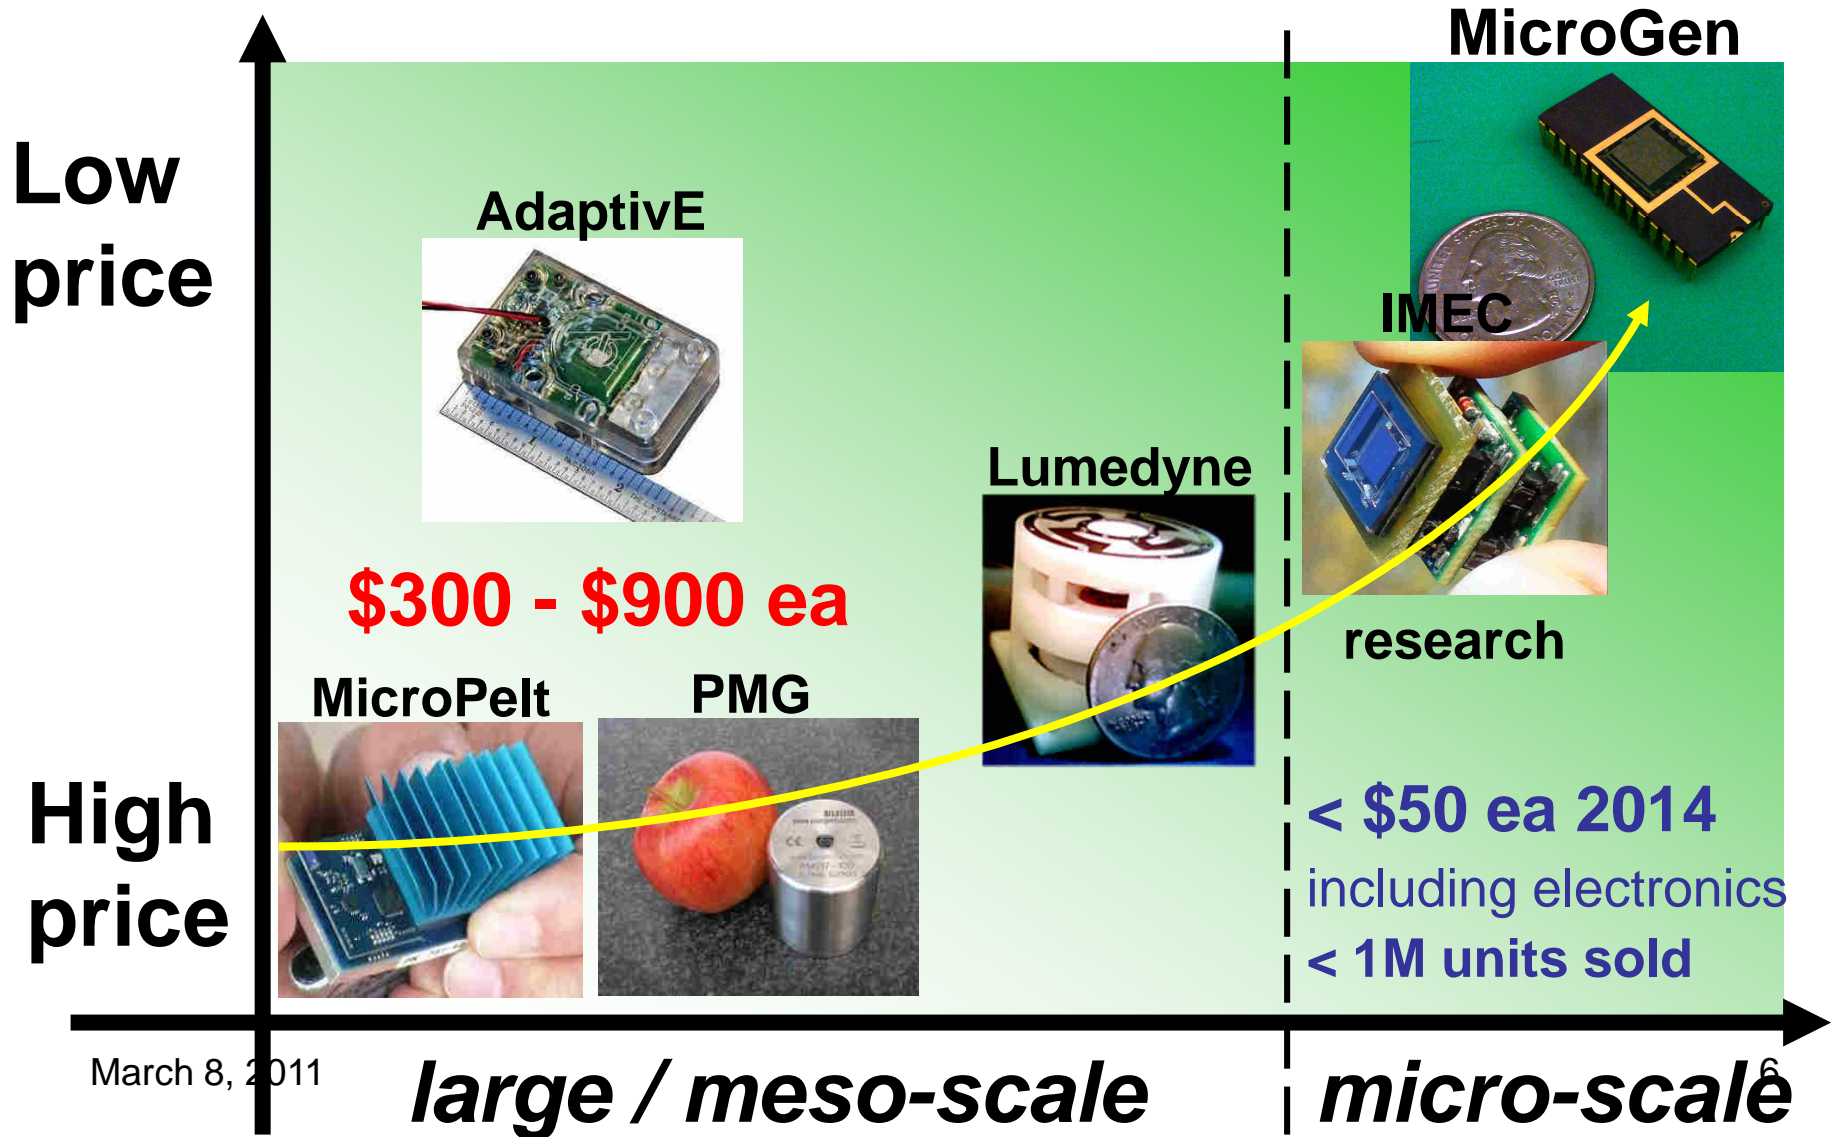 MicroGen
Low
price
AdaptivE
IMEC
Lumedyne
$300 - $900 ea
research
MicroPelt
PMG
High
price
< $50 ea 2014
including electronics
< 1M units sold
March 8, 2011
large / meso-scale
micro-scale
6